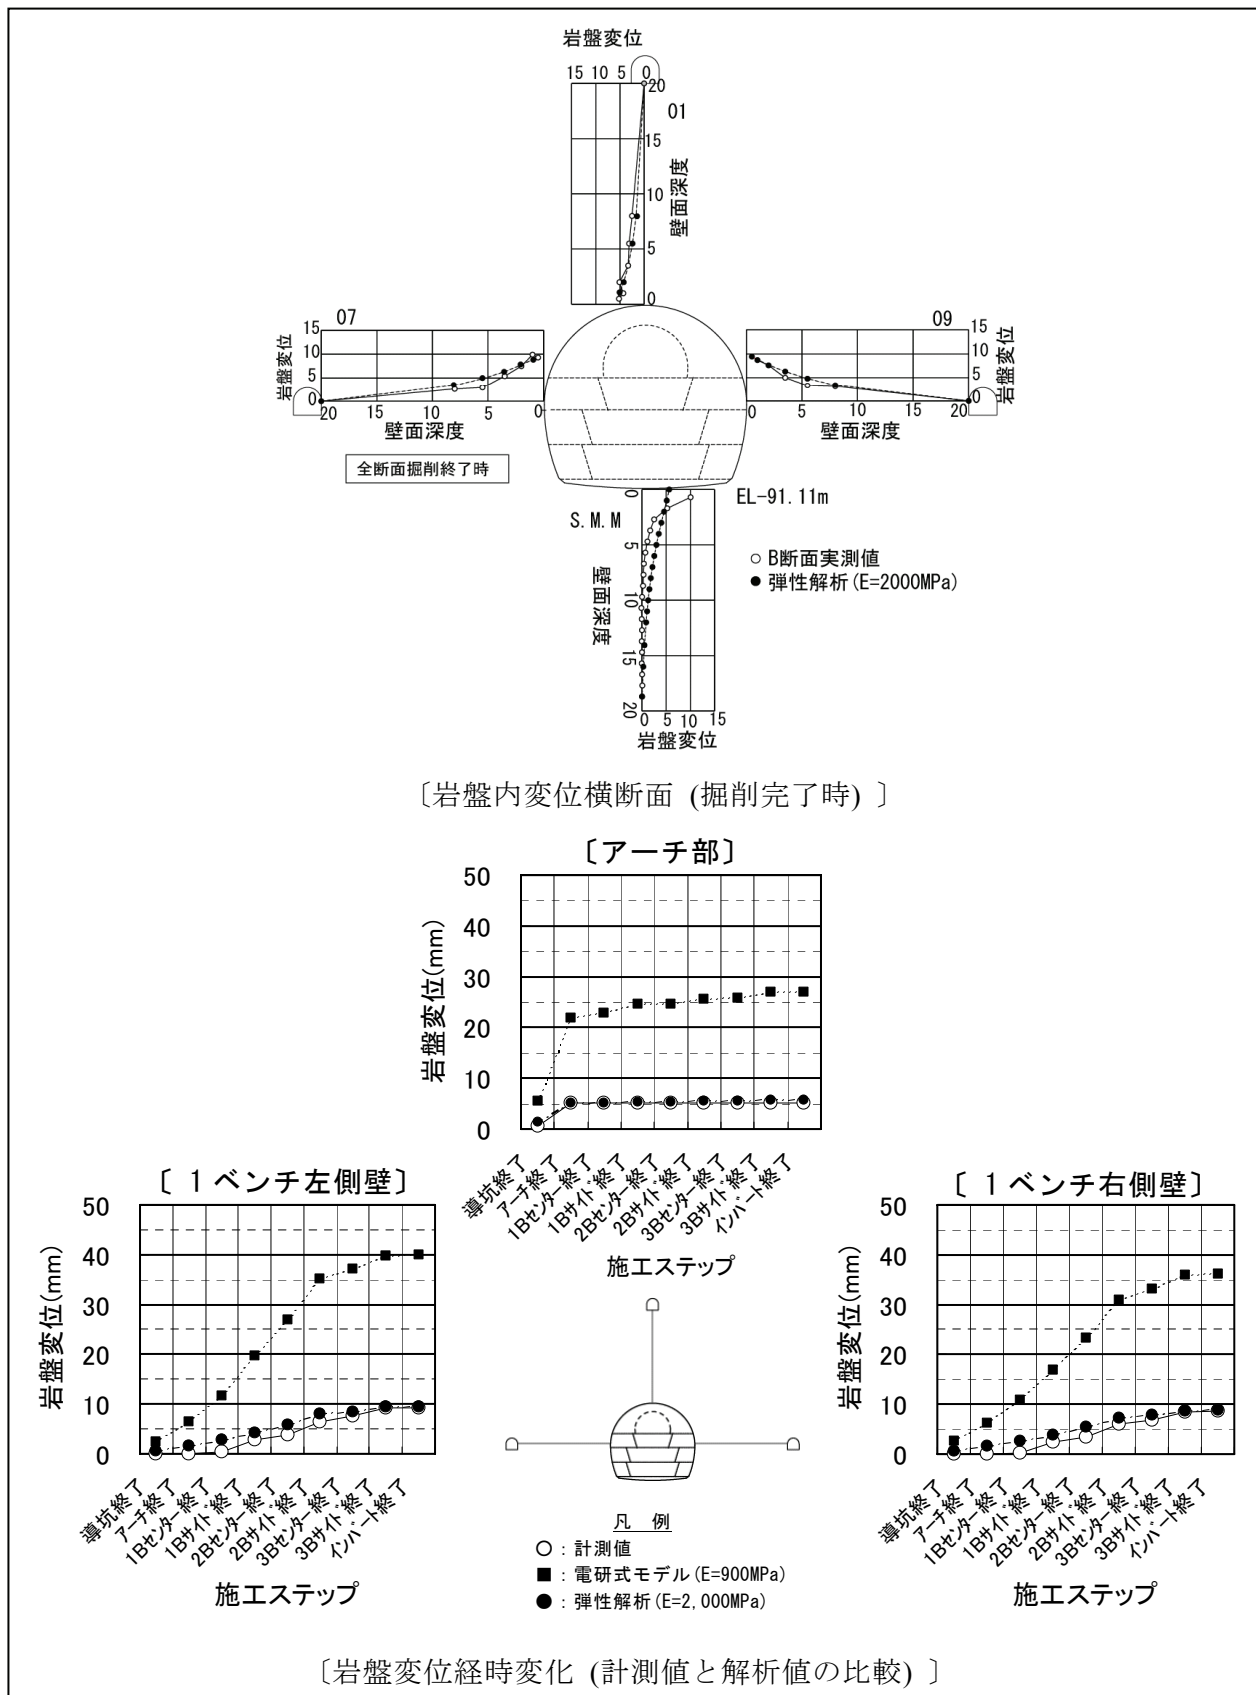 岩盤変位
15 10 5 0
20
01
15
10
5
0
壁面深度
07
15
10
5
0
岩盤変位
20 15 10 5 0
壁面深度
全断面掘削終了時
09
15
10
5
0
岩盤変位
0 5 10 15 20
壁面深度
EL-91.11m
S.M.M
0
5
10
15
20
壁面深度
0 5 10 15
岩盤変位
○ B断面実測値
● 弾性解析(E=2000MPa)
〔岩盤内変位横断面 (掘削完了時) 〕
〔アーチ部〕
50
40
30
20
10
0
岩盤変位(mm)
導坑終了
アーチ終了
1Bセンター終了
1Bサイド終了
2Bセンター終了
2Bサイド終了
3Bセンター終了
3Bサイド終了
インバート終了
施工ステップ
〔 1ベンチ左側壁〕
50
40
30
20
10
0
岩盤変位(mm)
導坑終了
アーチ終了
1Bセンター終了
1Bサイド終了
2Bセンター終了
2Bサイド終了
3Bセンター終了
3Bサイド終了
インバート終了
施工ステップ
〔 1ベンチ右側壁〕
50
40
30
20
10
0
岩盤変位(mm)
導坑終了
アーチ終了
1Bセンター終了
1Bサイド終了
2Bセンター終了
2Bサイド終了
3Bセンター終了
3Bサイド終了
インバート終了
施工ステップ
凡 例
○ : 計測値
■ : 電研式モデル(E=900MPa)
● : 弾性解析(E=2,000MPa)
〔岩盤変位経時変化 (計測値と解析値の比較) 〕